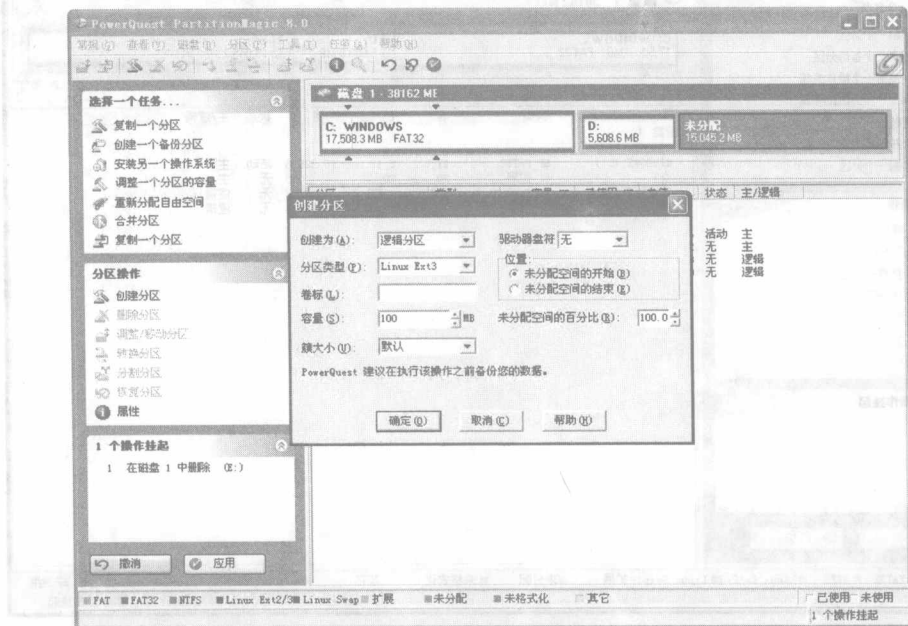 PowerQuest PartitionMagic 8.0
常规(G) 查看(V) 磁盘(D) 分区(P) 工具(T) 任务(A) 帮助(H)
选择一个任务...
复制一个分区
创建一个备份分区
安装另一个操作系统
调整一个分区的容量
重新分配自由空间
合并分区
复制一个分区
分区操作
创建分区
删除分区
调整/移动分区
转换分区
分割分区
恢复分区
属性
1 个操作挂起
1 在磁盘 1 中删除 (E:)
撤消
应用
磁盘 1 - 38162 MB
C: WINDOWS
17,508.3 MB FAT32
D:
5,608.6 MB
未分配
15,045.2 MB
状态 主/逻辑
活动 主
无 主
无 逻辑
无 逻辑
创建分区
创建为(A): 逻辑分区
驱动器盘符 无
分区类型(P): Linux Ext3
位置:
未分配空间的开始(B)
未分配空间的结束(E)
卷标(L):
容量(S): 100 MB
未分配空间的百分比(R): 100.0
簇大小(U): 默认
PowerQuest 建议在执行该操作之前备份您的数据。
确定(O) 取消(C) 帮助(H)
FAT FAT32 NTFS Linux Ext2/3 Linux Swap 扩展 未分配 未格式化 其它 已使用 未使用
1 个操作挂起